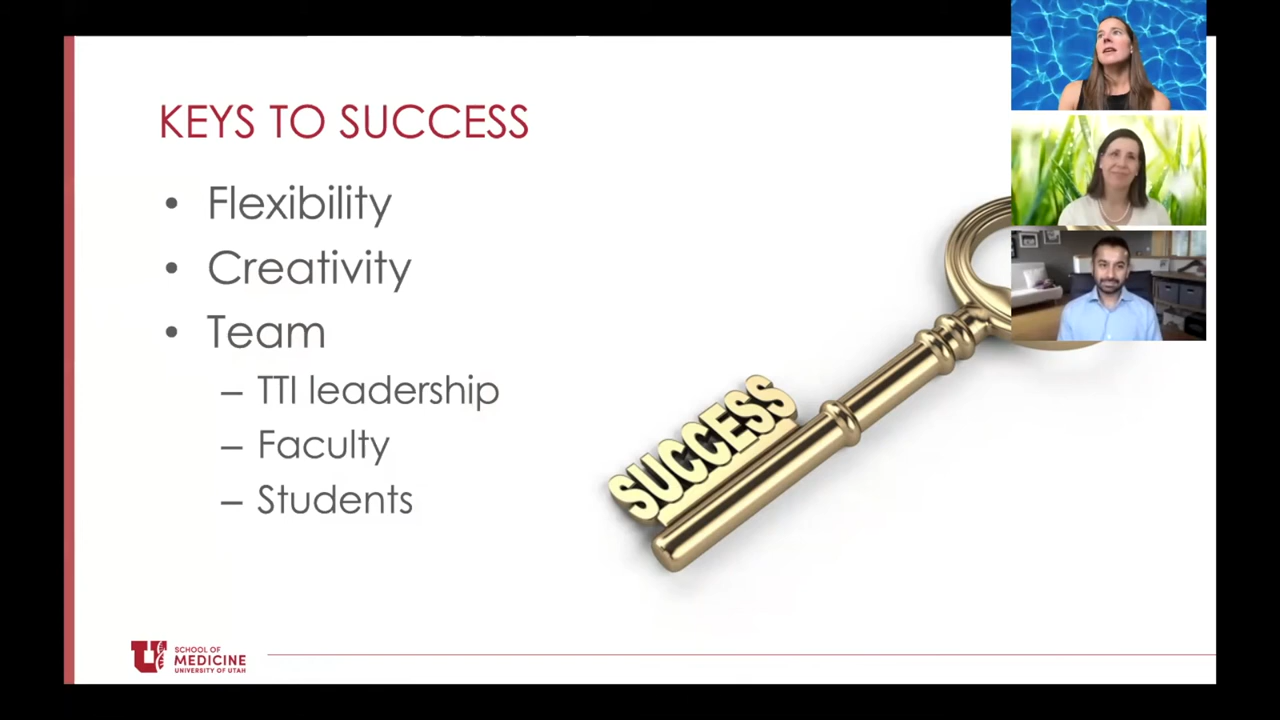 KEYS TO SUCCESS
• Flexibility
• Creativity
• Team
– TTI leadership
– Faculty
– Students
SUCCESS
U
SCHOOL OF
MEDICINE
UNIVERSITY OF UTAH